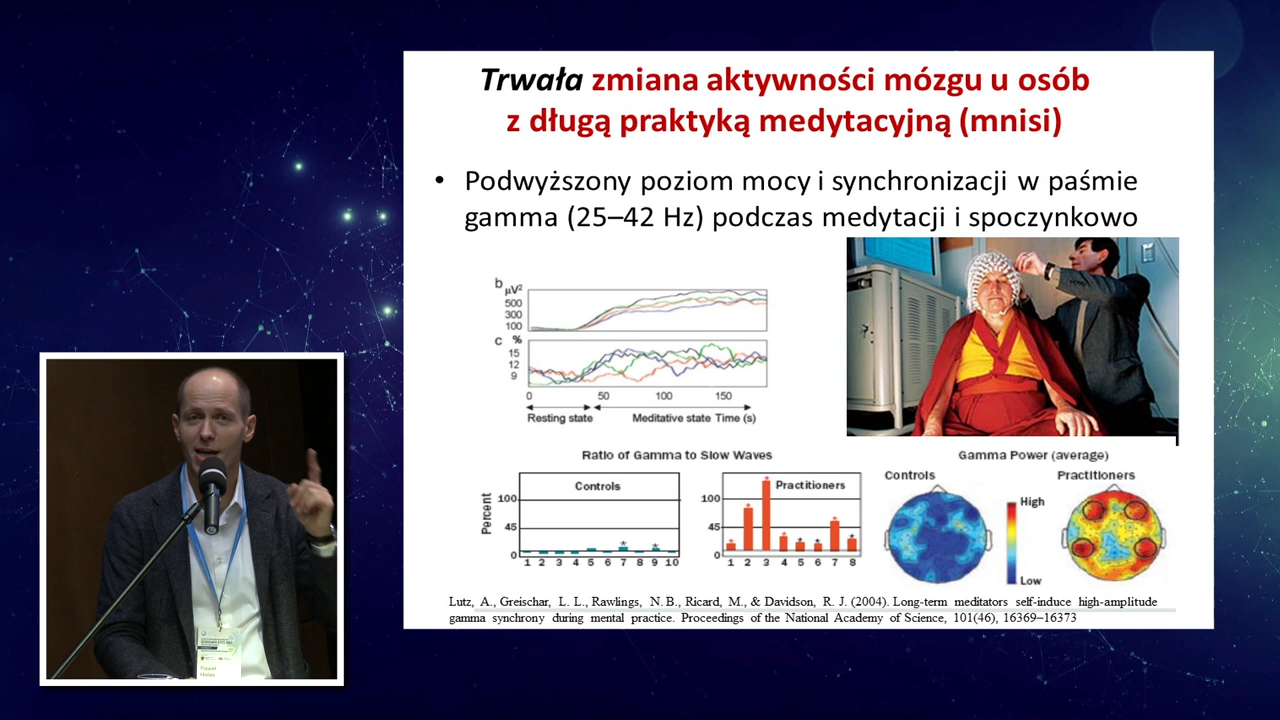 Trwała zmiana aktywności mózgu u osób
z długą praktyką medytacyjną (mnisi)
• Podwyższony poziom mocy i synchronizacji w paśmie
gamma (25–42 Hz) podczas medytacji i spoczynkowo
b
μV²
500
300
100
c %
15
12
9
0 50 100 150
Resting state Meditative state Time (s)
Ratio of Gamma to Slow Waves
Controls
Percent
100
45
0
1 2 3 4 5 6 7 8 9 10
Practitioners
100
45
0
1 2 3 4 5 6 7 8
Gamma Power (average)
Controls Practitioners
High
Low
Lutz, A., Greischar, L. L., Rawlings, N. B., Ricard, M., & Davidson, R. J. (2004). Long-term meditators self-induce high-amplitude
gamma synchrony during mental practice. Proceedings of the National Academy of Science, 101(46), 16369–16373
Paweł
Holas